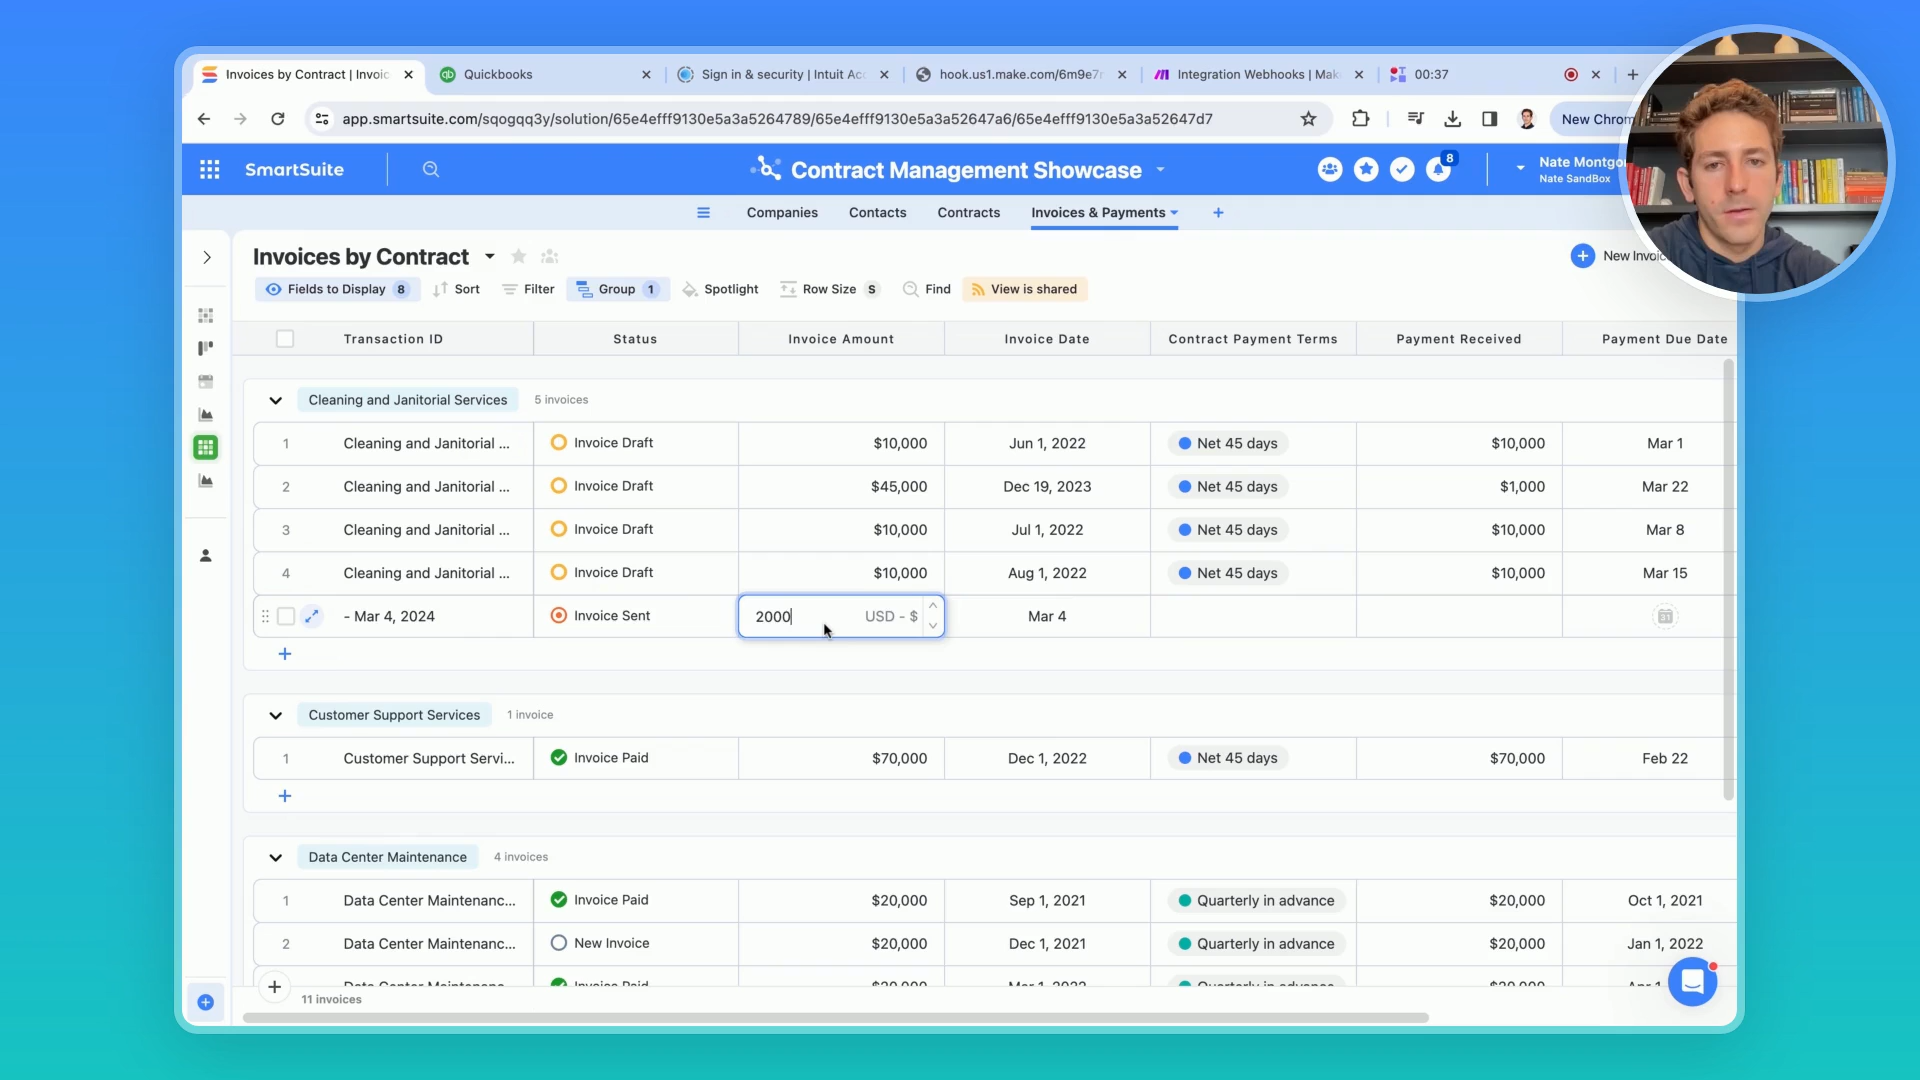 Invoices by Contract | Invoic
Quickbooks
Sign in & security | Intuit Acc
hook.us1.make.com/6m9e7r
Integration Webhooks | Mak
00:37
app.smartsuite.com/sqogqq3y/solution/65e4efff9130e5a3a5264789/65e4efff9130e5a3a52647a6/65e4efff9130e5a3a52647d7
New Chrom
SmartSuite
Contract Management Showcase
8
Nate Montgo
Nate SandBox
Companies
Contacts
Contracts
Invoices & Payments
Invoices by Contract
New Invoic
Fields to Display 8
Sort
Filter
Group 1
Spotlight
Row Size S
Find
View is shared
Transaction ID Status Invoice Amount Invoice Date Contract Payment Terms Payment Received Payment Due Date
Cleaning and Janitorial Services 5 invoices
1 Cleaning and Janitorial ... Invoice Draft $10,000 Jun 1, 2022 Net 45 days $10,000 Mar 1
2 Cleaning and Janitorial ... Invoice Draft $45,000 Dec 19, 2023 Net 45 days $1,000 Mar 22
3 Cleaning and Janitorial ... Invoice Draft $10,000 Jul 1, 2022 Net 45 days $10,000 Mar 8
4 Cleaning and Janitorial ... Invoice Draft $10,000 Aug 1, 2022 Net 45 days $10,000 Mar 15
- Mar 4, 2024 Invoice Sent 2000 USD - $ Mar 4 31
Customer Support Services 1 invoice
1 Customer Support Servi... Invoice Paid $70,000 Dec 1, 2022 Net 45 days $70,000 Feb 22
Data Center Maintenance 4 invoices
1 Data Center Maintenanc... Invoice Paid $20,000 Sep 1, 2021 Quarterly in advance $20,000 Oct 1, 2021
2 Data Center Maintenanc... New Invoice $20,000 Dec 1, 2021 Quarterly in advance $20,000 Jan 1, 2022
11 invoices